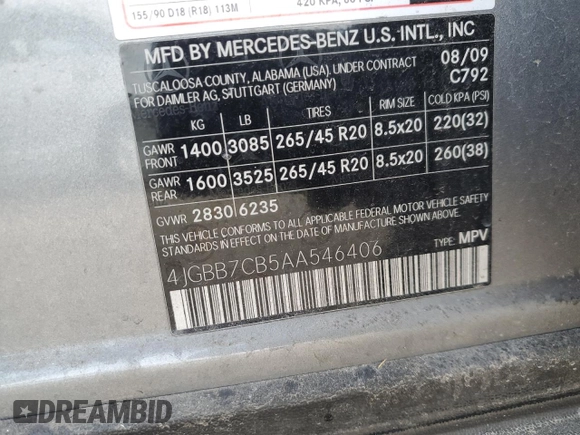 155/90 D18 (R18) 113M
MFD BY MERCEDES-BENZ U.S. INTL., INC
TUSCALOOSA COUNTY, ALABAMA (USA). UNDER CONTRACT 08/09
FOR DAIMLER AG, STUTTGART (GERMANY) C792
KG LB TIRES RIM SIZE COLD KPA (PSI)
GAWR FRONT 1400 3085 265/45 R20 8.5x20 220(32)
GAWR REAR 1600 3525 265/45 R20 8.5x20 260(38)
GVWR 2830 6235
THIS VEHICLE CONFORMS TO ALL APPLICABLE FEDERAL MOTOR VEHICLE SAFETY
STANDARDS IN EFFECT ON THE DATE OF MANUFACTURE SHOWN ABOVE.
4JGBB7CB5AA546406 TYPE: MPV
DREAMBID